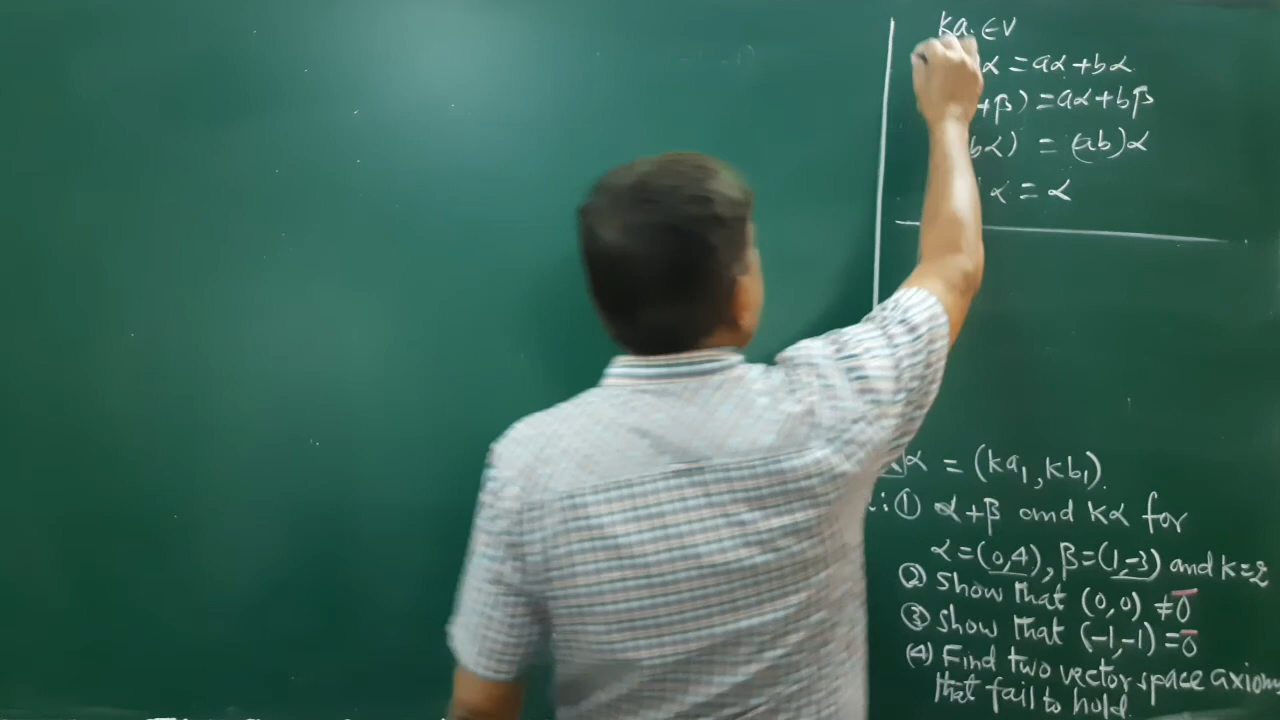 ka. ∈ V
α = aα + bα
+β) = aα + bβ
bα) = (ab)α
α = α
α = (ka₁, kb₁).
① α+β and kα for
α=(0,4), β=(1,-3) and k=2
② Show that (0,0) ≠ 0̅
③ Show that (-1,-1) = 0̅
(4) Find two vector space axiom
that fail to hold.